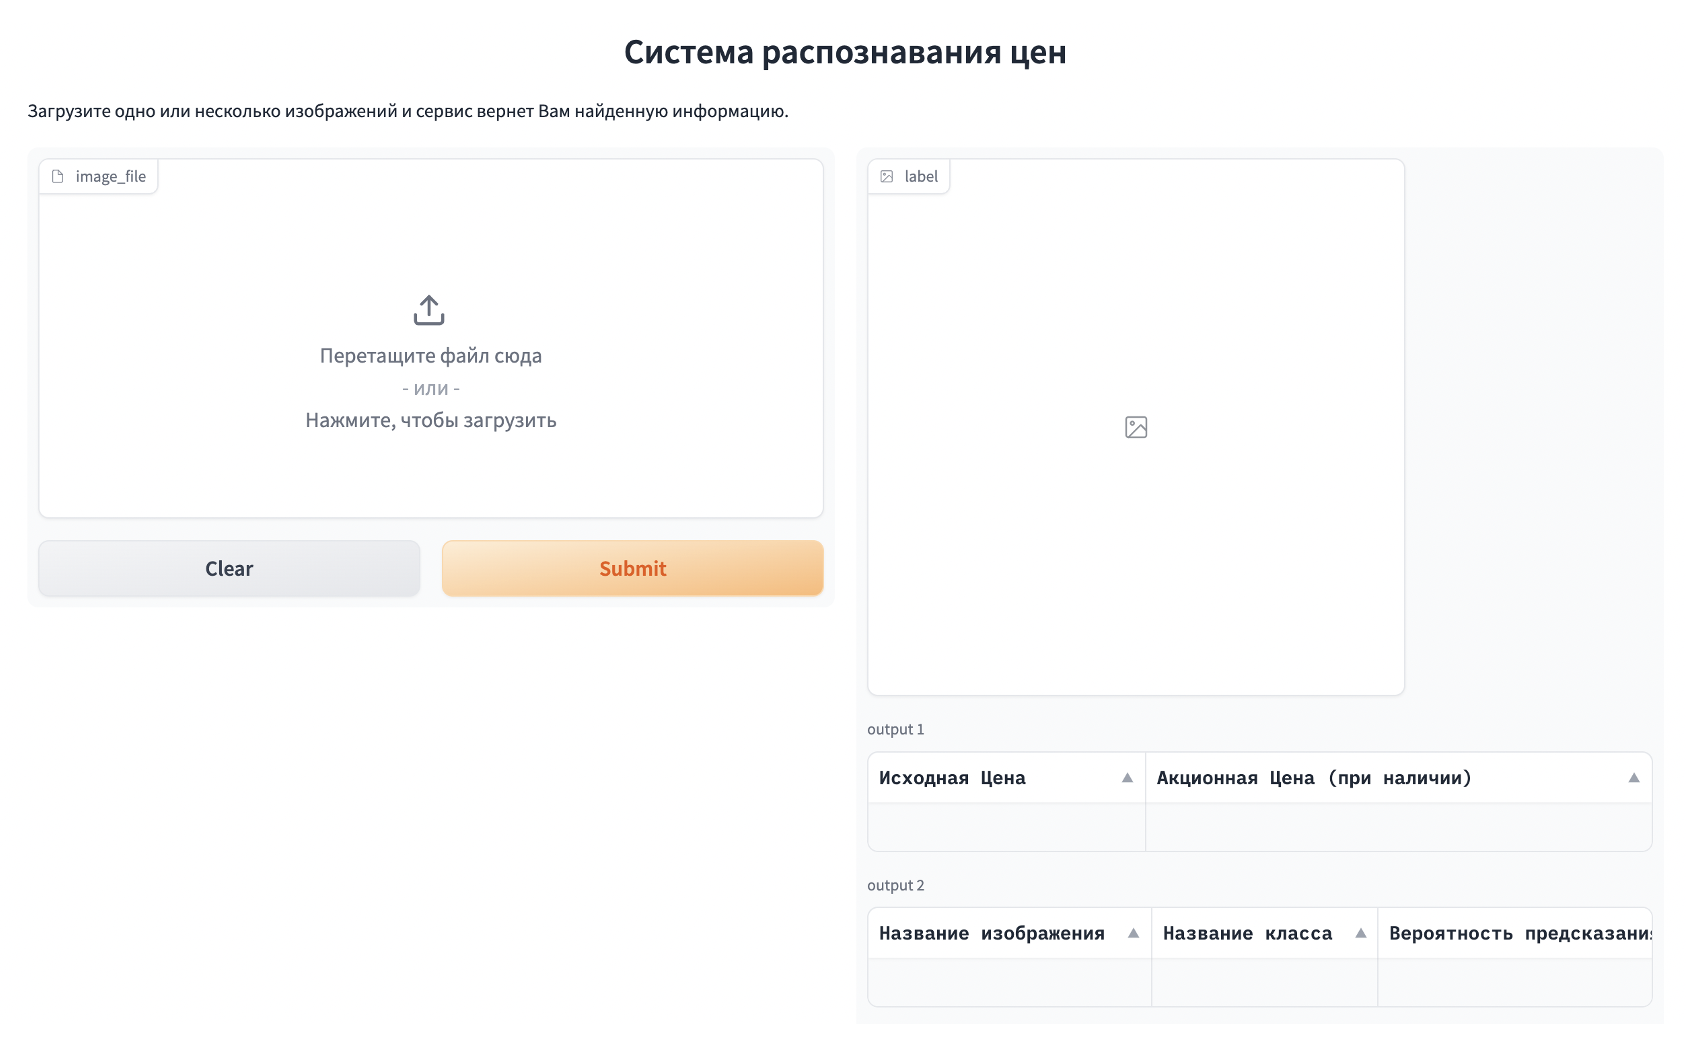 Система распознавания цен
Загрузите одно или несколько изображений и сервис вернет Вам найденную информацию.
image_file
Перетащите файл сюда
- или -
Нажмите, чтобы загрузить
Clear
Submit
label
output 1
Исходная Цена
Акционная Цена (при наличии)
output 2
Название изображения
Название класса
Вероятность предсказани